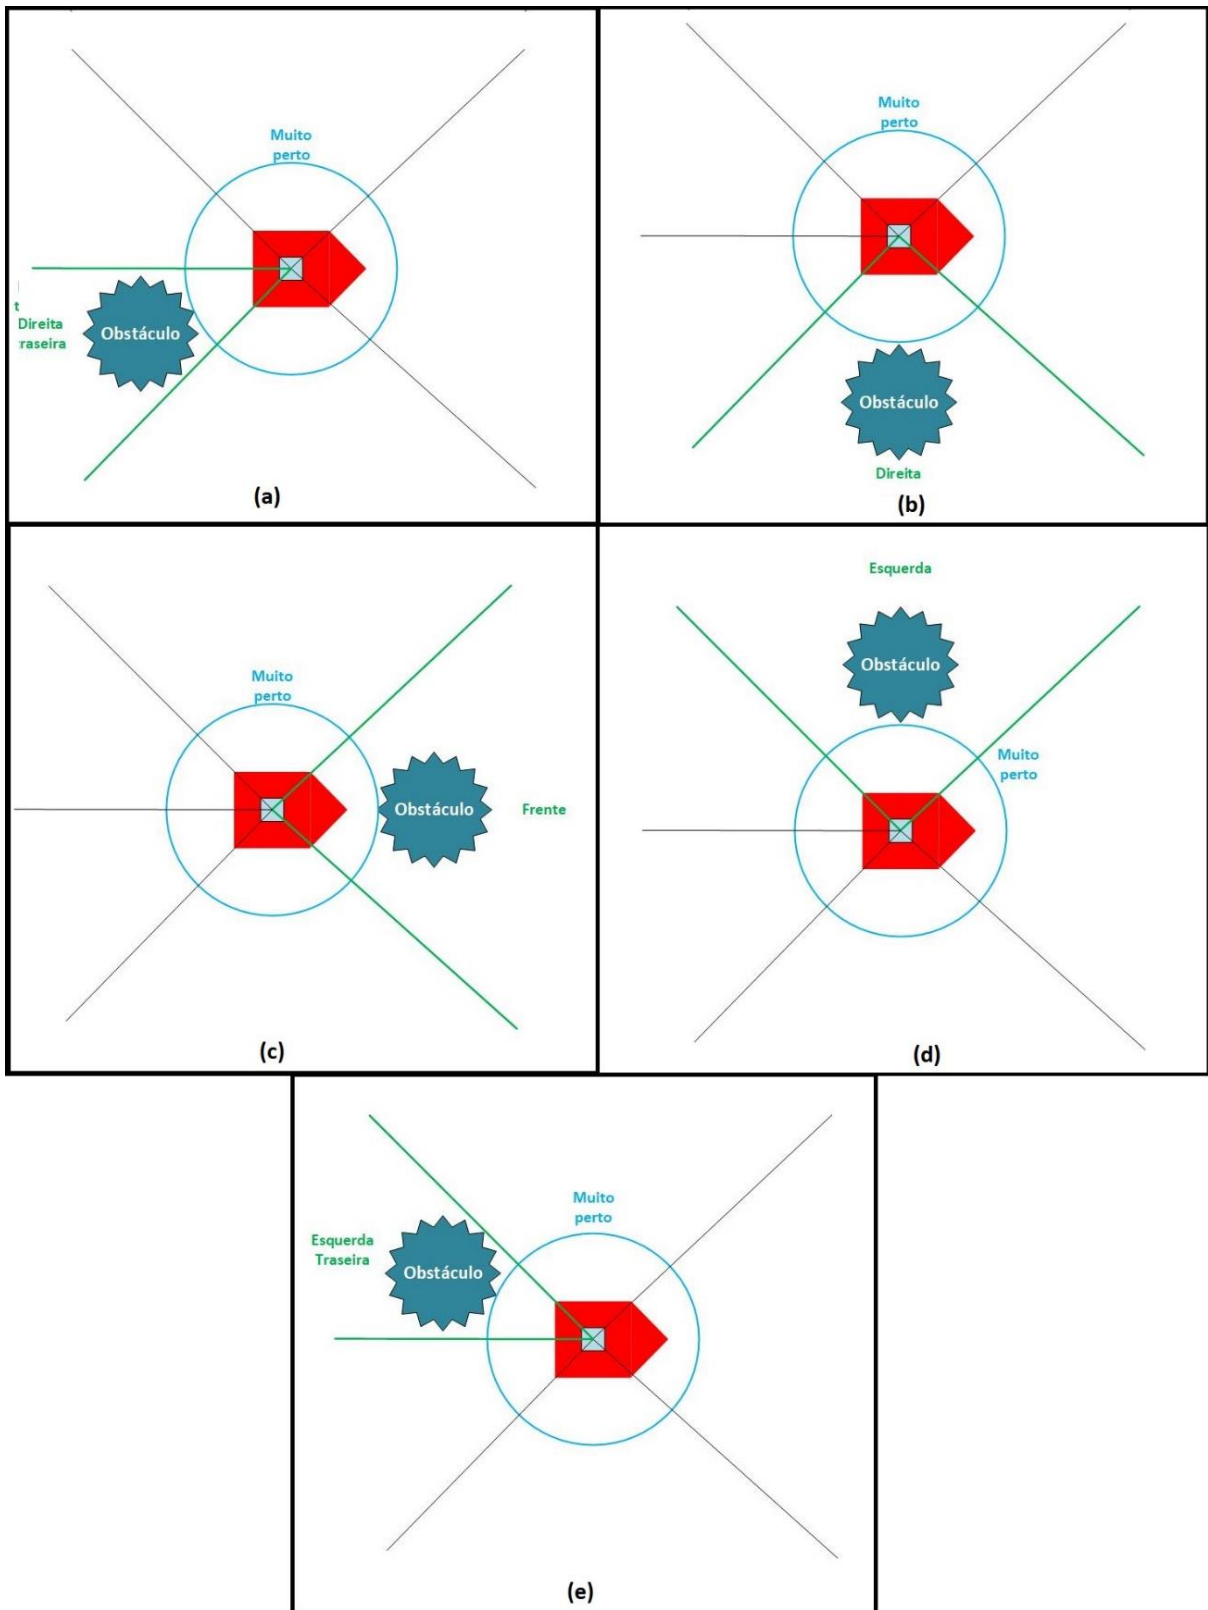 Muito
perto
t
Direita
raseira
Obstáculo
(a)
Muito
perto
Obstáculo
Direita
(b)
Muito
perto
Obstáculo
Frente
(c)
Esquerda
Obstáculo
Muito
perto
(d)
Muito
perto
Esquerda
Traseira
Obstáculo
(e)